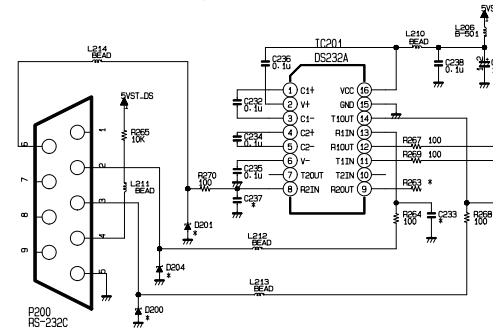 5VS
L206
B-501
L214
BEAD
IC201
DS232A
L210
BEAD
C236
0.1u
C238
0.1u
5VST_DS
1 C1+ VCC 16
C232
0.1u
2 V+ GND 15
3 C1- T1OUT 14
R265
10K
C234
0.1u
4 C2+ R1IN 13
5 C2- R1OUT 12
R267 100
R269 100
6 V- T1IN 11
C235
0.1u
7 T2OUT T2IN 10
R270
100
8 R2IN R2OUT 9
R263 *
L211
BEAD
C237
*
R264
100
C233
*
R268
100
D201
*
L212
BEAD
D204
*
L213
BEAD
D200
*
1
6
2
7
3
8
4
9
5
P200
RS-232C